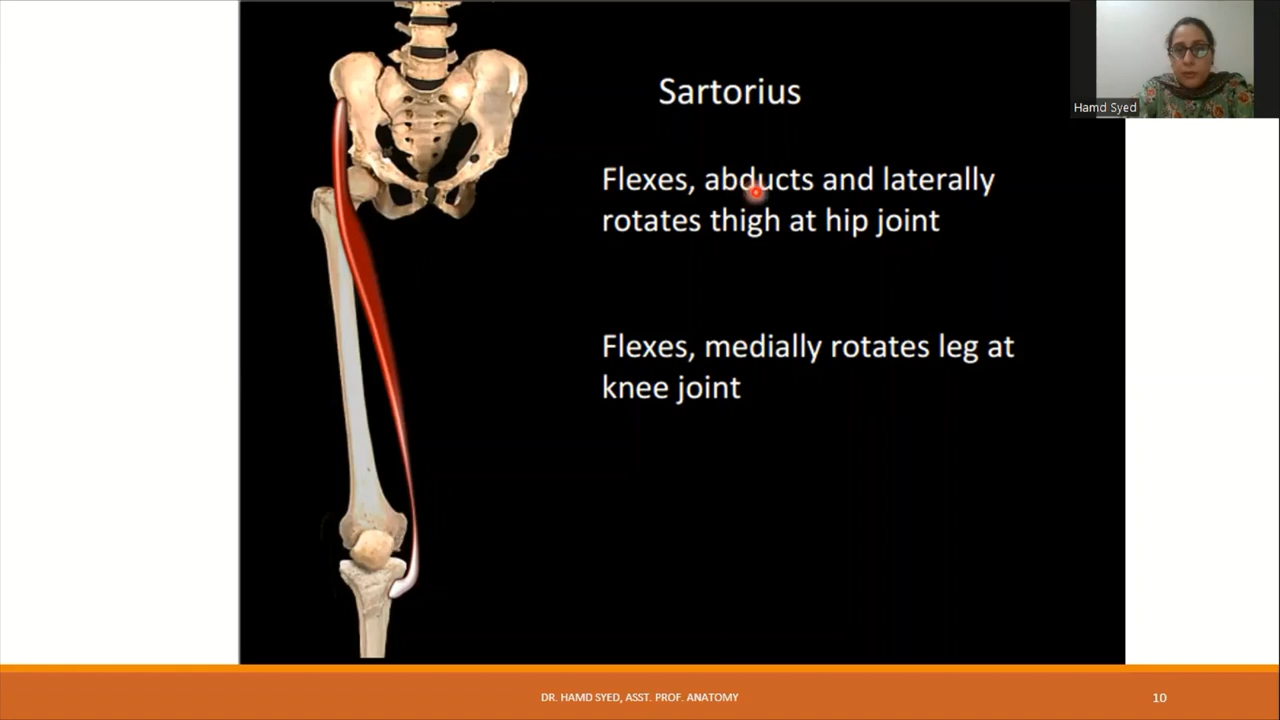 Sartorius
Hamd Syed
Flexes, abducts and laterally
rotates thigh at hip joint
Flexes, medially rotates leg at
knee joint
DR. HAMD SYED, ASST. PROF. ANATOMY
10